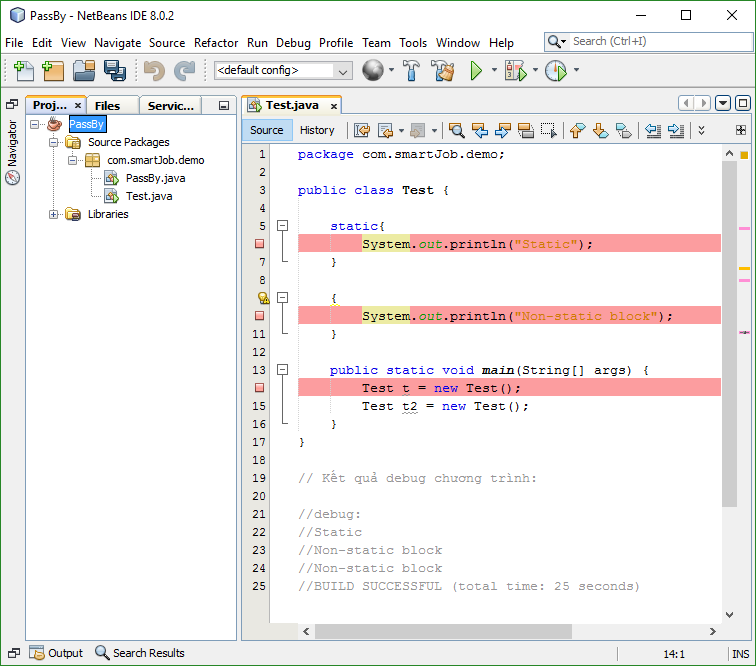 PassBy - NetBeans IDE 8.0.2
File Edit View Navigate Source Refactor Run Debug Profile Team Tools Window Help
Search (Ctrl+I)
<default config>
Proj... × Files Servic...
Test.java ×
Navigator
Source History
PassBy
Source Packages
com.smartJob.demo
PassBy.java
Test.java
Libraries
1 package com.smartJob.demo;
2
3 public class Test {
4
5 static{
System.out.println("Static");
7 }
8
{
System.out.println("Non-static block");
11 }
12
13 public static void main(String[] args) {
Test t = new Test();
15 Test t2 = new Test();
16 }
17 }
18
19 // Kết quả debug chương trình:
20
21 //debug:
22 //Static
23 //Non-static block
24 //Non-static block
25 //BUILD SUCCESSFUL (total time: 25 seconds)
Output Search Results
14:1 INS